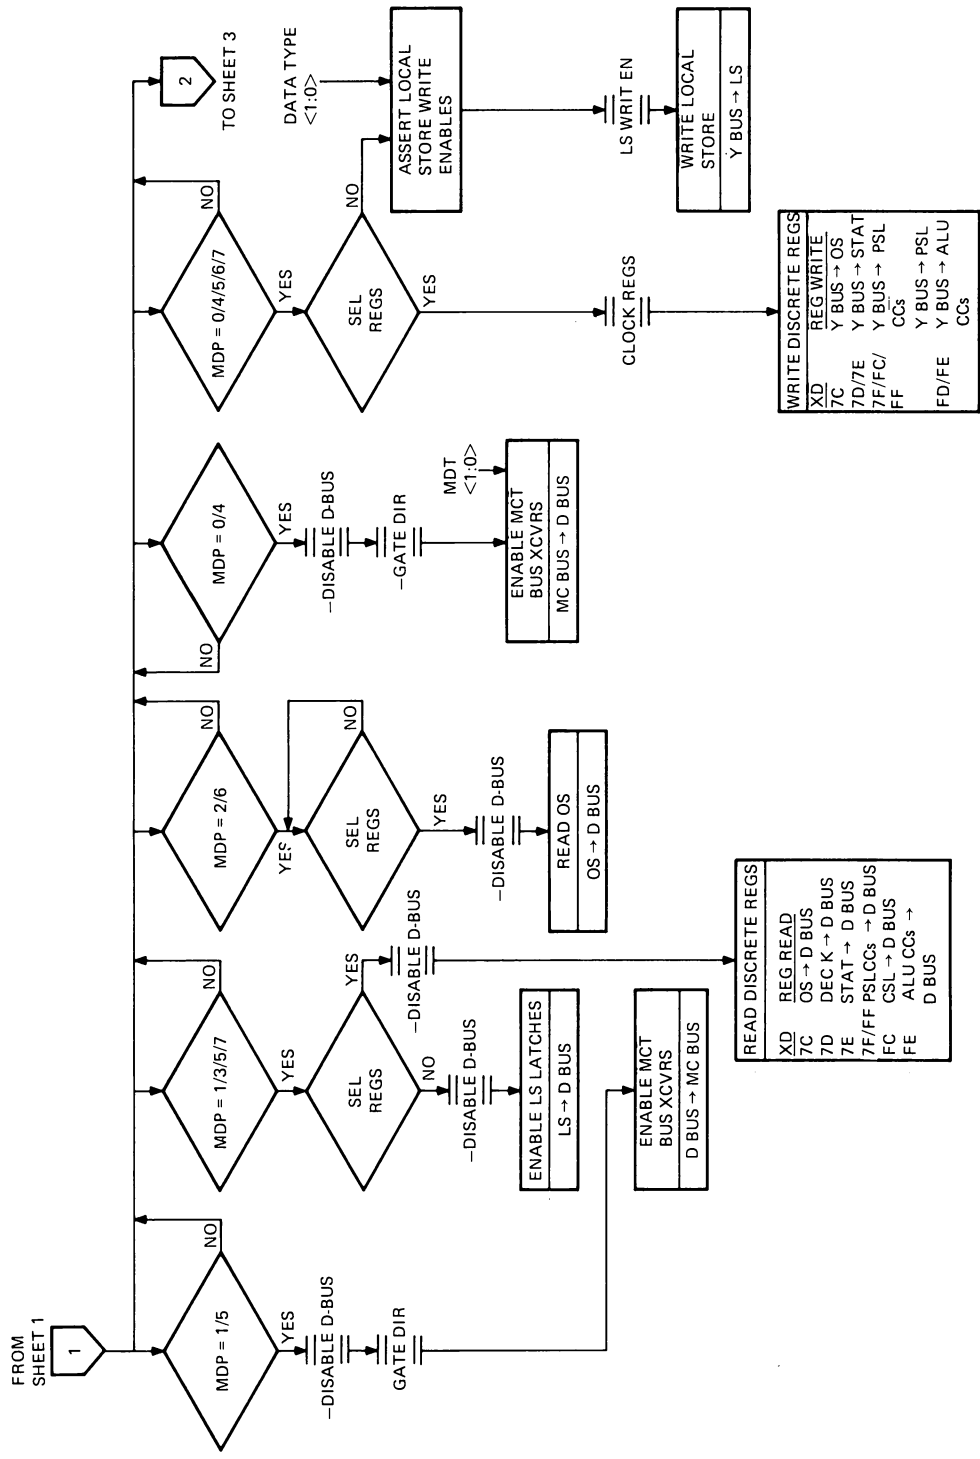 FROM
SHEET 1
1
MDP = 1/5
NO
YES
—DISABLE D-BUS
GATE DIR
ENABLE MCT
BUS XCVRS
D BUS → MC BUS
MDP = 1/3/5/7
NO
YES
SEL
REGS
NO
YES
—DISABLE D-BUS
ENABLE LS LATCHES
LS → D BUS
—DISABLE D-BUS
READ DISCRETE REGS
XD REG READ
7C OS → D BUS
7D DEC K → D BUS
7E STAT → D BUS
7F/FF PSLCCs → D BUS
FC CSL → D BUS
FE ALU CCs →
D BUS
MDP = 2/6
NO
YES
SEL
REGS
NO
YES
—DISABLE D-BUS
READ OS
OS → D BUS
MDP = 0/4
NO
YES
—DISABLE D-BUS
—GATE DIR
MDT
<1:0>
ENABLE MCT
BUS XCVRS
MC BUS → D BUS
MDP = 0/4/5/6/7
NO
YES
SEL
REGS
NO
YES
CLOCK REGS
WRITE DISCRETE REGS
XD REG WRITE
7C Y BUS → OS
7D/7E Y BUS → STAT
7F/FC/ Y BUS → PSL
FF CCs
Y BUS → PSL
FD/FE Y BUS → ALU
CCs
2
TO SHEET 3
DATA TYPE
<1:0>
ASSERT LOCAL
STORE WRITE
ENABLES
LS WRIT EN
WRITE LOCAL
STORE
Y BUS → LS